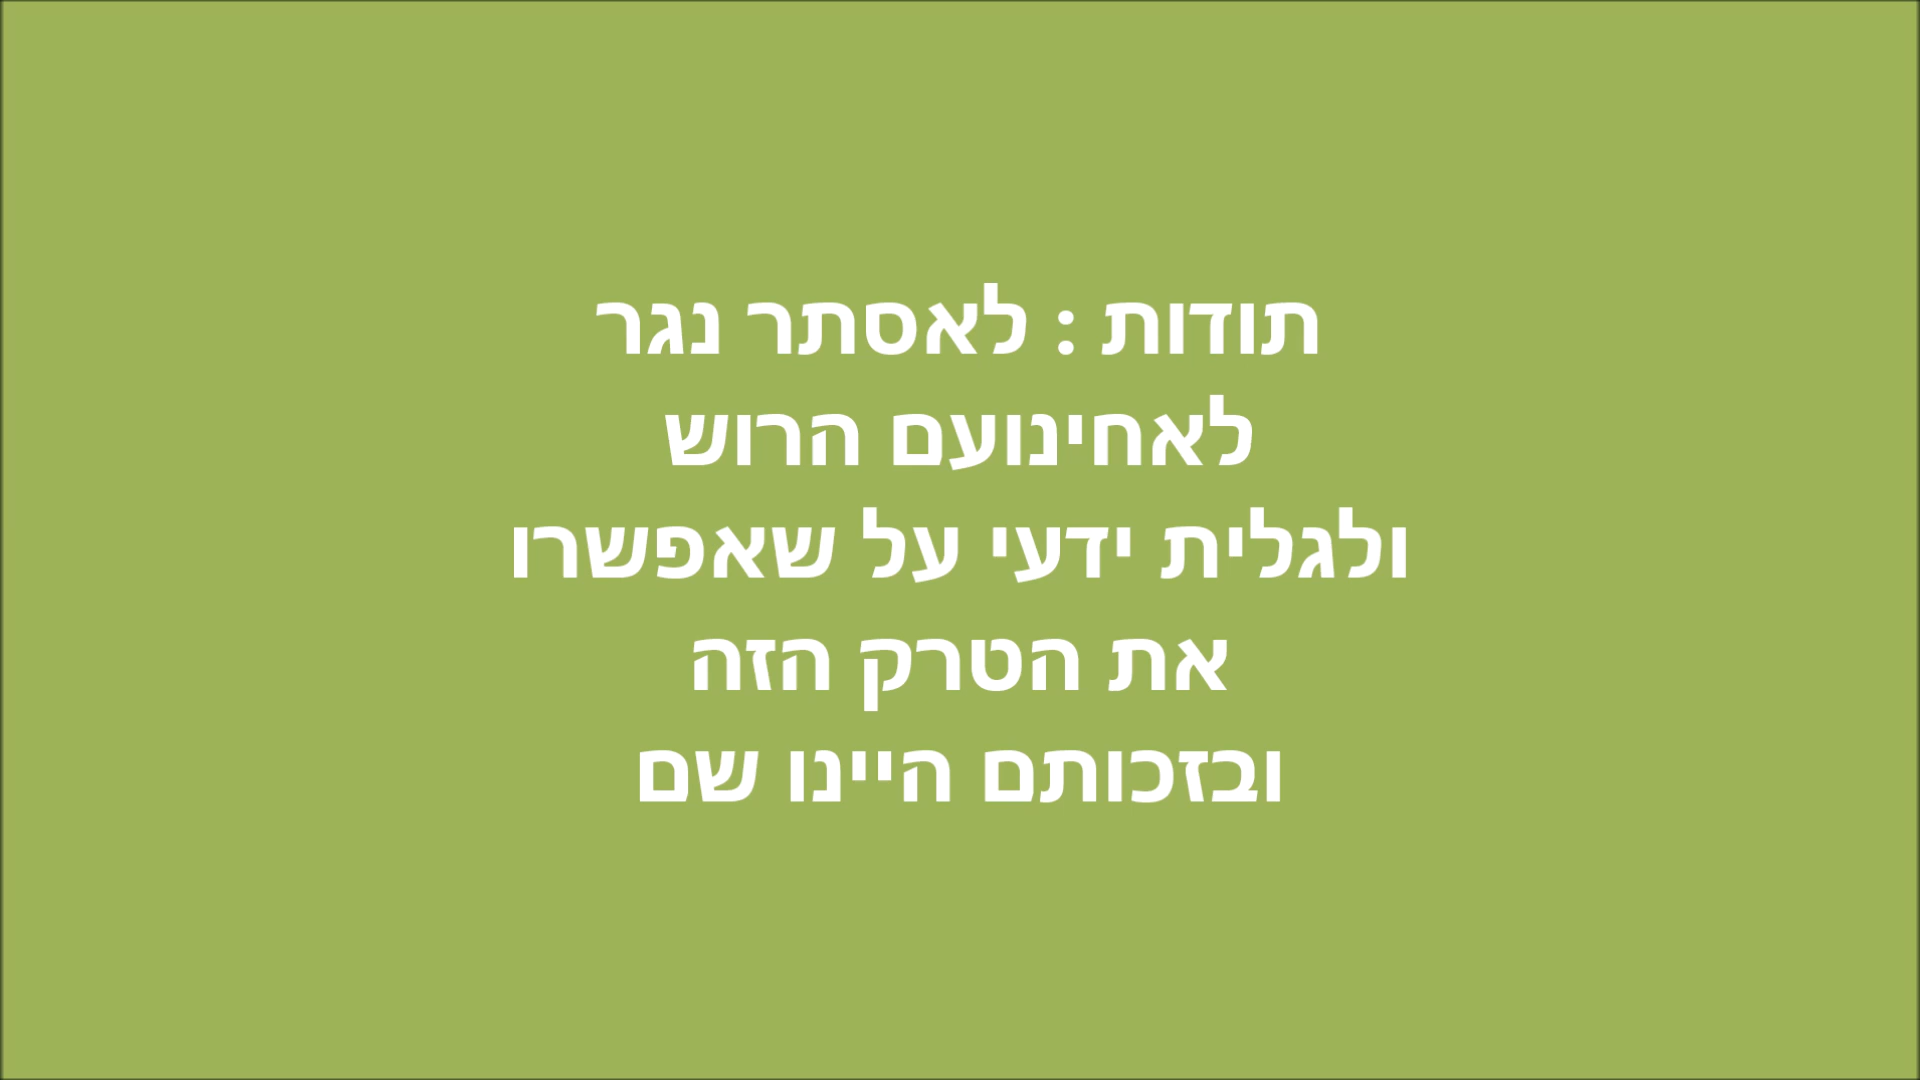 תודות : לאסתר נגר
לאחינועם הרוש
ולגלית ידעי על שאפשרו
את הטרק הזה
ובזכותם היינו שם